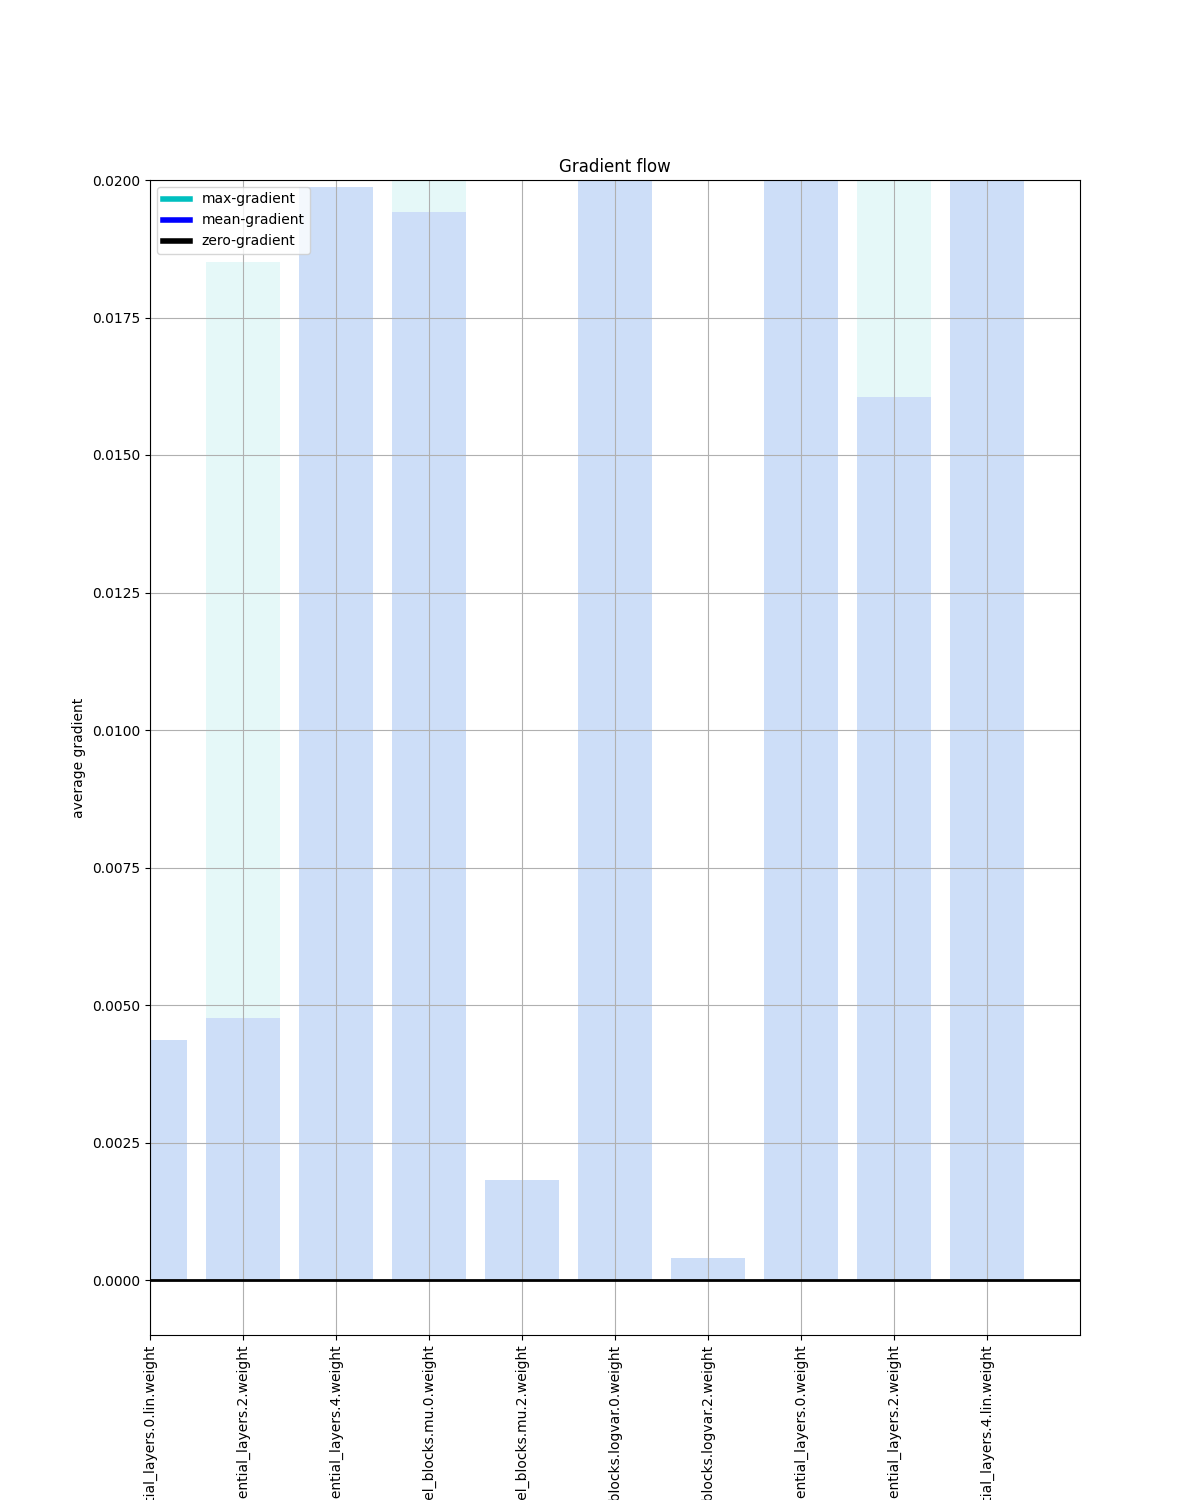 Gradient flow
max-gradient
mean-gradient
zero-gradient
0.0200
0.0175
0.0150
0.0125
0.0100
0.0075
0.0050
0.0025
0.0000
average gradient
tial_layers.0.lin.weight
ential_layers.2.weight
ential_layers.4.weight
el_blocks.mu.0.weight
el_blocks.mu.2.weight
blocks.logvar.0.weight
blocks.logvar.2.weight
ential_layers.0.weight
ential_layers.2.weight
tial_layers.4.lin.weight